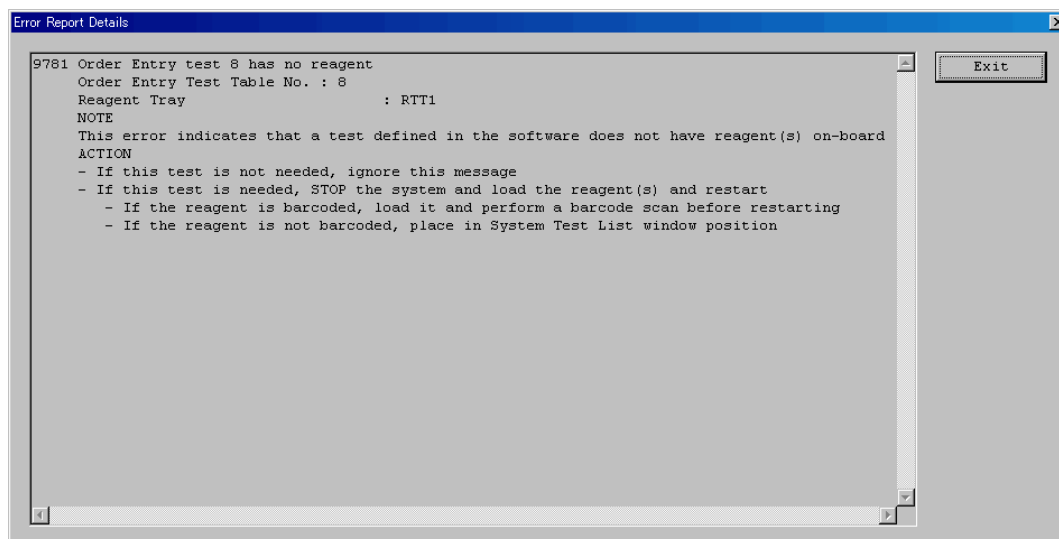 Error Report Details
9781 Order Entry test 8 has no reagent
Order Entry Test Table No. : 8
Reagent Tray : RTT1
NOTE
This error indicates that a test defined in the software does not have reagent(s) on-board
ACTION
- If this test is not needed, ignore this message
- If this test is needed, STOP the system and load the reagent(s) and restart
- If the reagent is barcoded, load it and perform a barcode scan before restarting
- If the reagent is not barcoded, place in System Test List window position
Exit